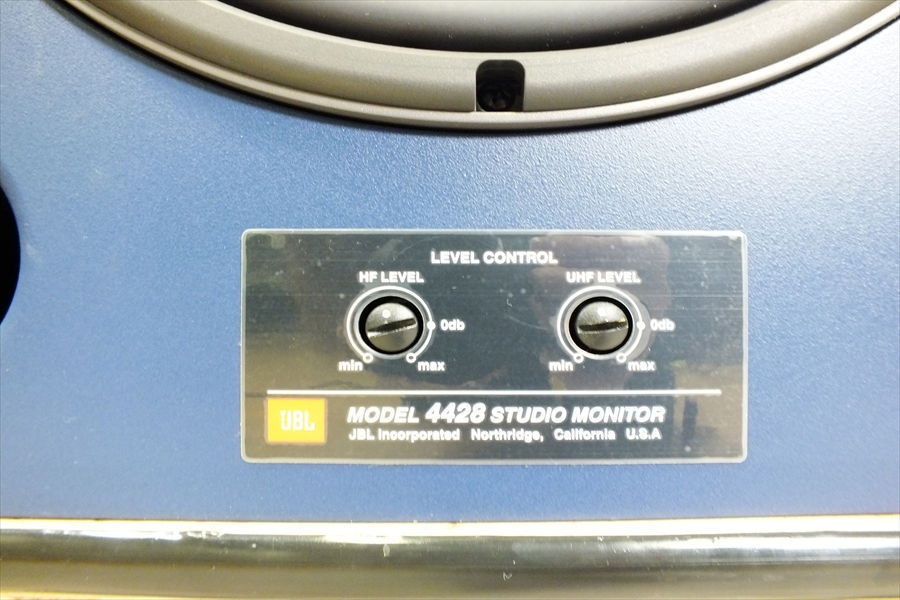 LEVEL CONTROL
HF LEVEL UHF LEVEL
0db 0db
min max min max
JBL MODEL 4428 STUDIO MONITOR
JBL Incorporated Northridge, California U.S.A